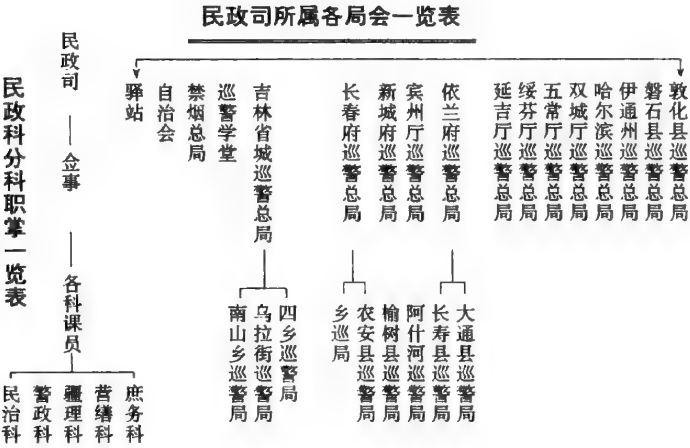 民政司所属各局会一览表
敦化县巡警总局
磐石县巡警总局
伊通州巡警总局
哈尔滨巡警总局
双城厅巡警总局
五常厅巡警总局
绥芬厅巡警总局
延吉厅巡警总局
依兰府巡警总局
宾州厅巡警总局
新城府巡警总局
长春府巡警总局
吉林省城巡警总局
巡警学堂
禁烟总局
自治会
驿站
大通县巡警局
长寿县巡警局
阿什河巡警局
榆树县巡警局
农安县巡警局
乡巡局
四乡巡警局
乌拉街巡警局
南山乡巡警局
民政科分科职掌一览表
民政司
佥事
各科课员
庶务科
营缮科
疆理科
警政科
民治科